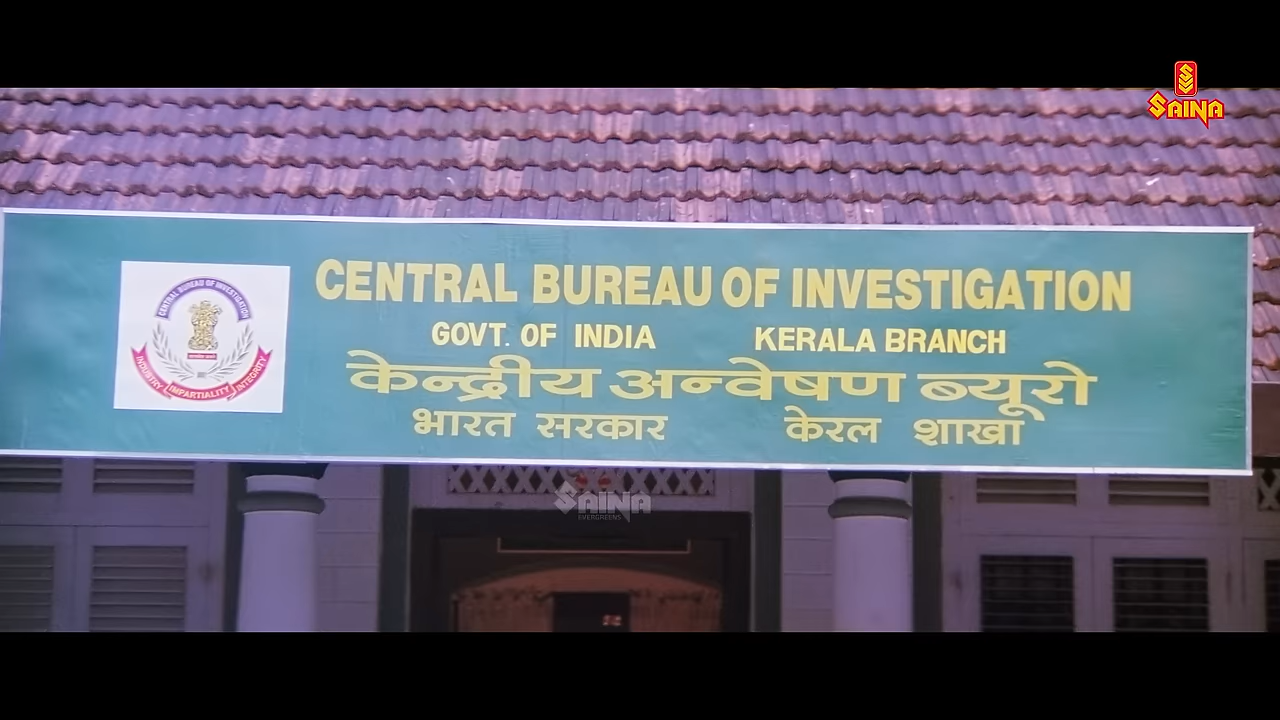 SAINA
CENTRAL BUREAU OF INVESTIGATION
GOVT. OF INDIA KERALA BRANCH
केन्द्रीय अन्वेषण ब्यूरो
भारत सरकार केरल शाखा
CENTRAL BUREAU OF INVESTIGATION
INDUSTRY IMPARTIALITY INTEGRITY
SAINA
EVERGREENS